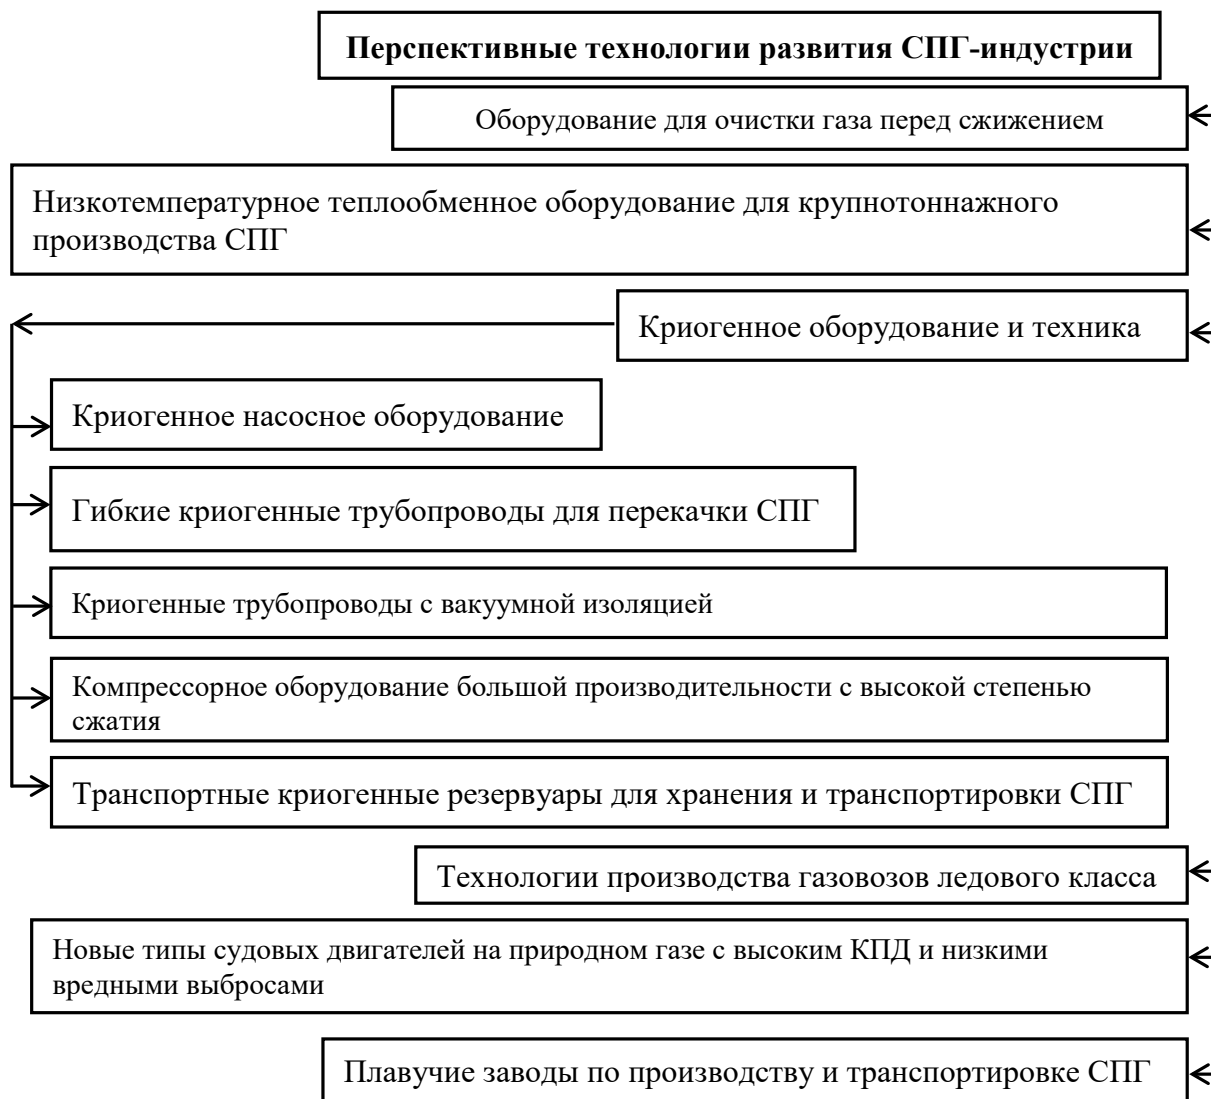 Перспективные технологии развития СПГ-индустрии
Оборудование для очистки газа перед сжижением
Низкотемпературное теплообменное оборудование для крупнотоннажного
производства СПГ
Криогенное оборудование и техника
Криогенное насосное оборудование
Гибкие криогенные трубопроводы для перекачки СПГ
Криогенные трубопроводы с вакуумной изоляцией
Компрессорное оборудование большой производительности с высокой степенью
сжатия
Транспортные криогенные резервуары для хранения и транспортировки СПГ
Технологии производства газовозов ледового класса
Новые типы судовых двигателей на природном газе с высоким КПД и низкими
вредными выбросами
Плавучие заводы по производству и транспортировке СПГ